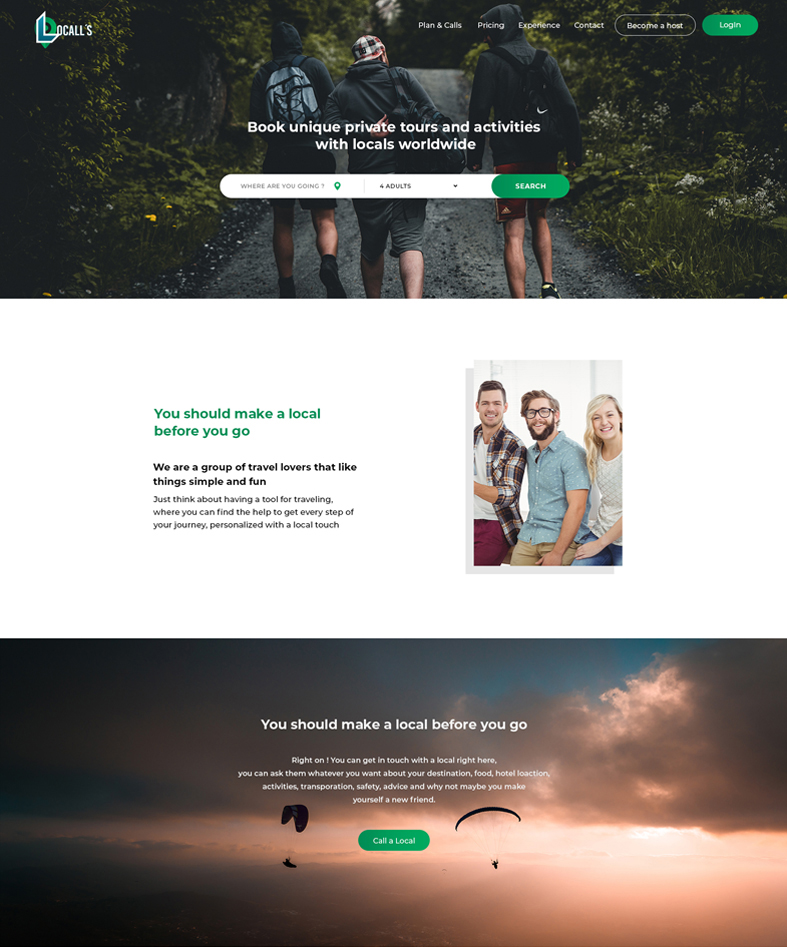 LOCALL'S
Plan & Calls Pricing Experience Contact Become a host Login
Book unique private tours and activities
with locals worldwide
WHERE ARE YOU GOING ? 4 ADULTS SEARCH
You should make a local
before you go
We are a group of travel lovers that like
things simple and fun
Just think about having a tool for traveling,
where you can find the help to get every step of
your journey, personalized with a local touch
You should make a local before you go
Right on ! You can get in touch with a local right here,
you can ask them whatever you want about your destination, food, hotel loaction,
activities, transporation, safety, advice and why not maybe you make
yourself a new friend.
Call a Local